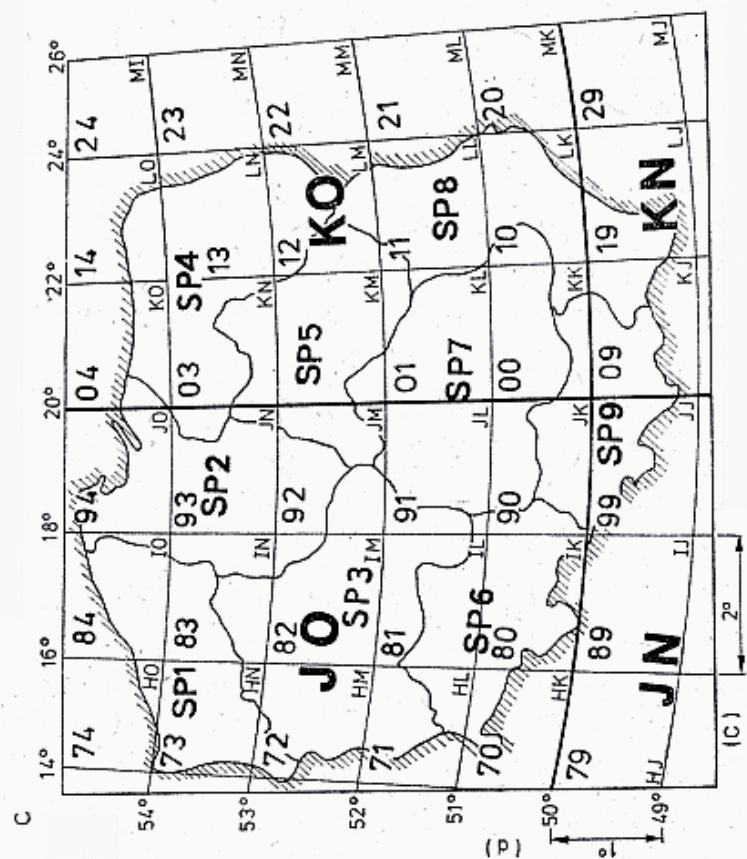 C
14° 16° 18° 20° 22° 24° 26°
74 84 94 04 14 24
54° HO IO JO KO LO MI
73 83 93 03 13 23
SP1 SP2 SP4
53° HN IN JN KN LN MN
72 82 92 12 22
SP5
JO KO
SP3
52° HM IM JM KM LM MM
71 81 91 01 11 21
SP6 SP7 SP8
51° HL IL JL KL LL ML
70 80 90 00 10 20
50° HK IK JK KK LK MK
79 89 99 09 19 29
SP9
(d) 1°
JN KN
49° HJ IJ JJ KJ LJ MJ
(C) 2°